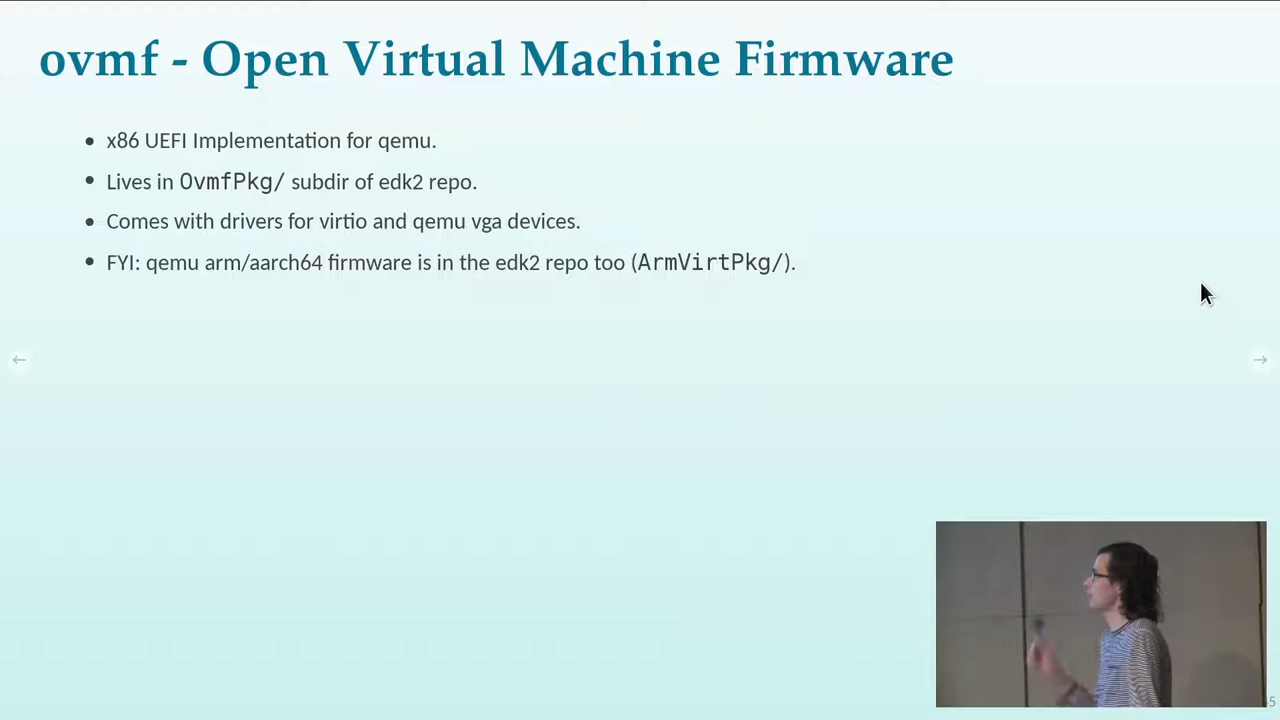 ovmf - Open Virtual Machine Firmware
• x86 UEFI Implementation for qemu.
• Lives in OvmfPkg/ subdir of edk2 repo.
• Comes with drivers for virtio and qemu vga devices.
• FYI: qemu arm/aarch64 firmware is in the edk2 repo too (ArmVirtPkg/).
←
→
5